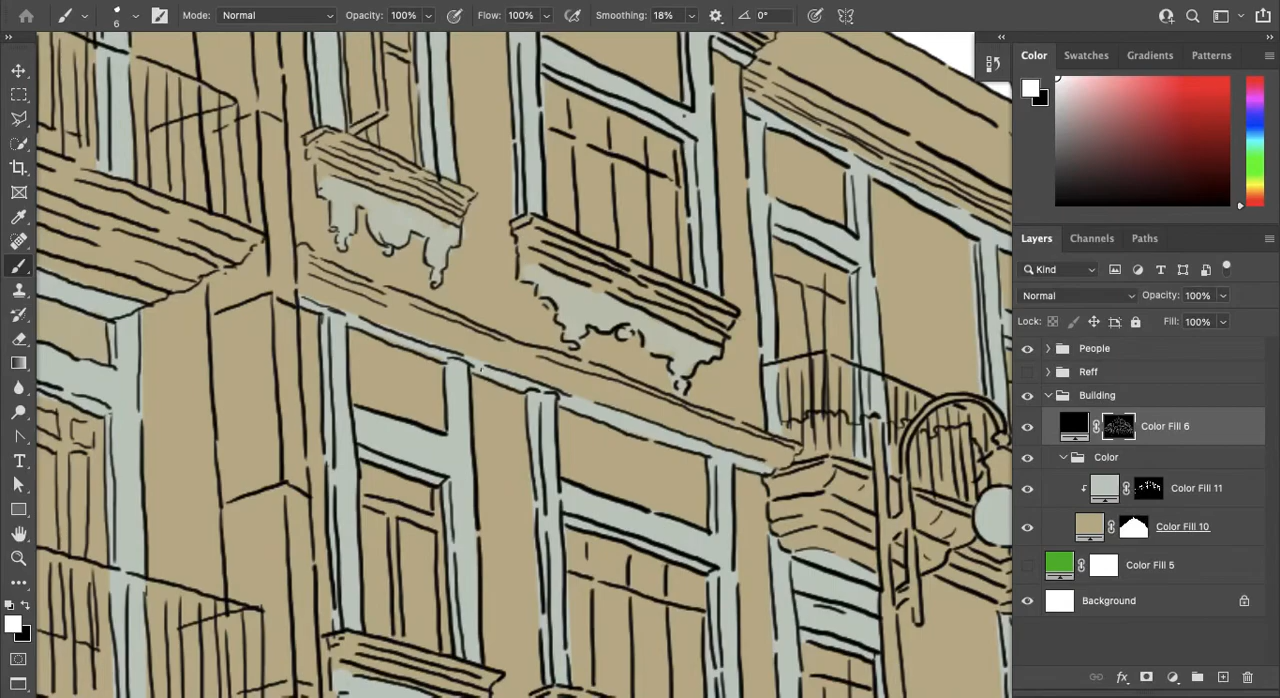 6 Mode: Normal Opacity: 100% Flow: 100% Smoothing: 18% 0°
Color Swatches Gradients Patterns
Layers Channels Paths
Kind
Normal Opacity: 100%
Lock: Fill: 100%
People
Reff
Building
Color Fill 6
Color
Color Fill 11
Color Fill 10
Color Fill 5
Background